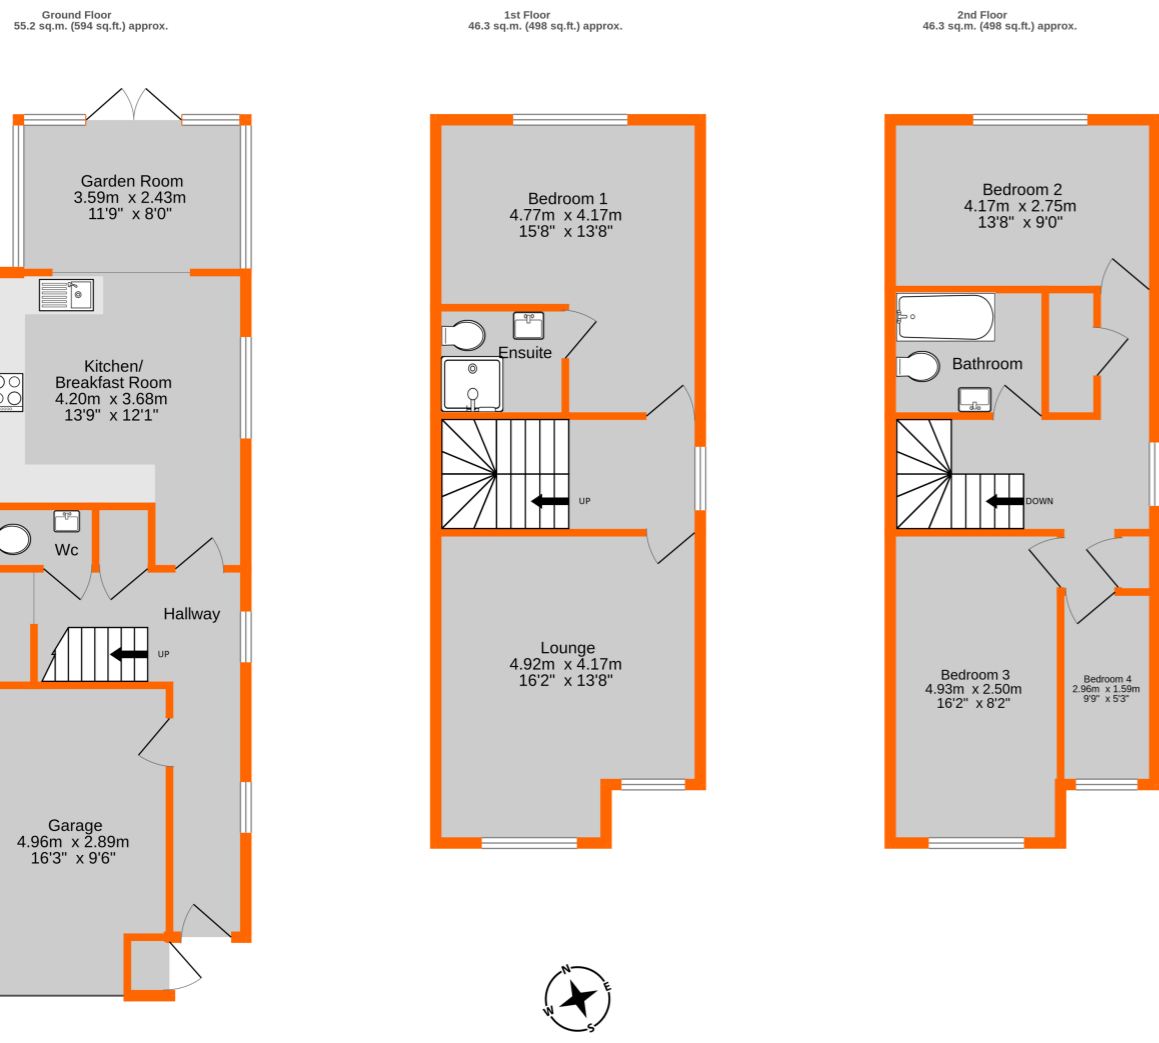 Ground Floor
55.2 sq.m. (594 sq.ft.) approx.
1st Floor
46.3 sq.m. (498 sq.ft.) approx.
2nd Floor
46.3 sq.m. (498 sq.ft.) approx.
Garden Room
3.59m x 2.43m
11'9" x 8'0"
Kitchen/
Breakfast Room
4.20m x 3.68m
13'9" x 12'1"
Wc
Hallway
UP
Garage
4.96m x 2.89m
16'3" x 9'6"
Bedroom 1
4.77m x 4.17m
15'8" x 13'8"
Ensuite
UP
Lounge
4.92m x 4.17m
16'2" x 13'8"
Bedroom 2
4.17m x 2.75m
13'8" x 9'0"
Bathroom
DOWN
Bedroom 3
4.93m x 2.50m
16'2" x 8'2"
Bedroom 4
2.96m x 1.59m
9'9" x 5'3"
N
E
W
S